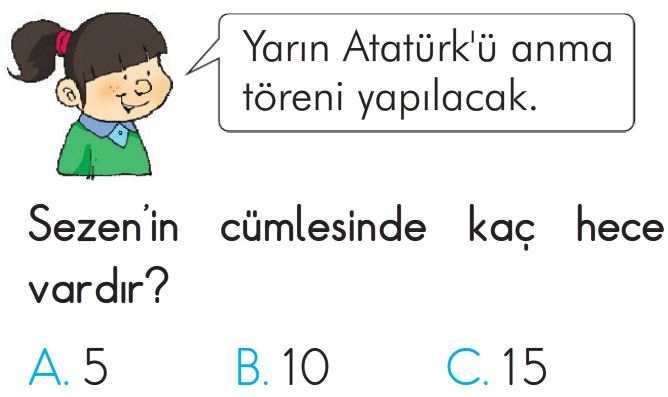 Yarın Atatürk'ü anma
töreni yapılacak.
Sezen'in cümlesinde kaç hece
vardır?
A. 5 B. 10 C. 15